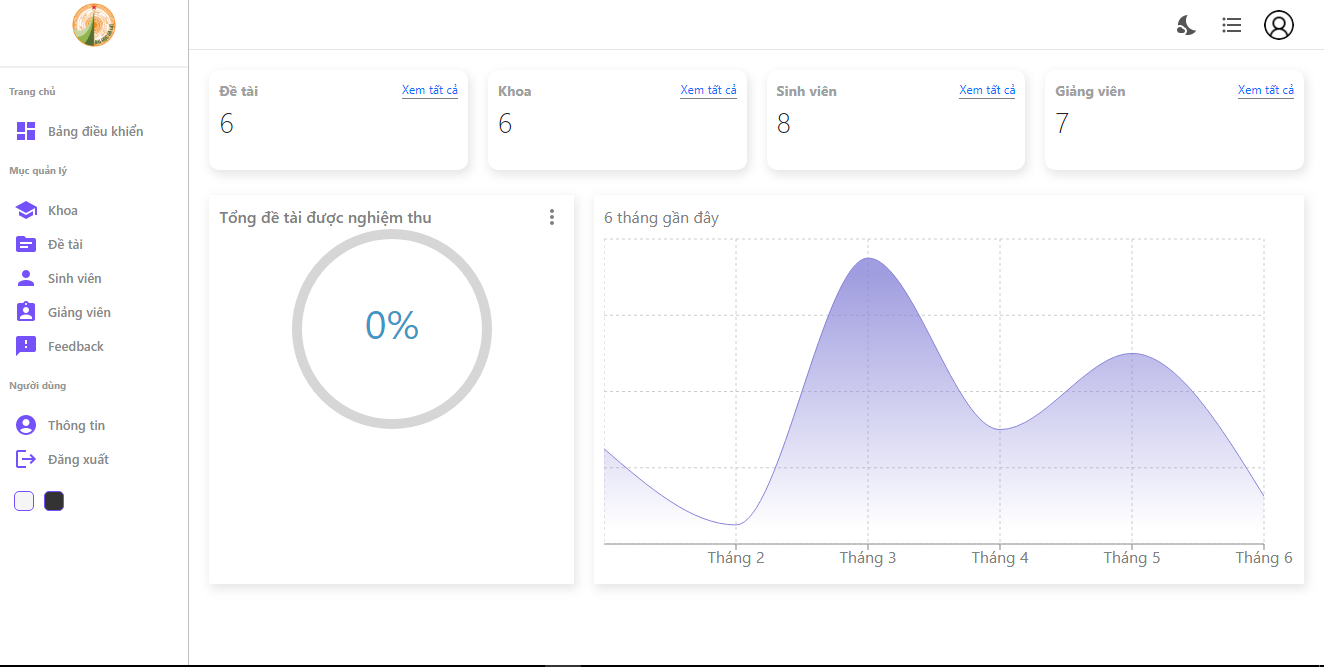 Trang chủ
Bảng điều khiển
Mục quản lý
Khoa
Đề tài
Sinh viên
Giảng viên
Feedback
Người dùng
Thông tin
Đăng xuất
Đề tài Xem tất cả
6
Khoa Xem tất cả
6
Sinh viên Xem tất cả
8
Giảng viên Xem tất cả
7
Tổng đề tài được nghiệm thu
0%
6 tháng gần đây
Tháng 2 Tháng 3 Tháng 4 Tháng 5 Tháng 6